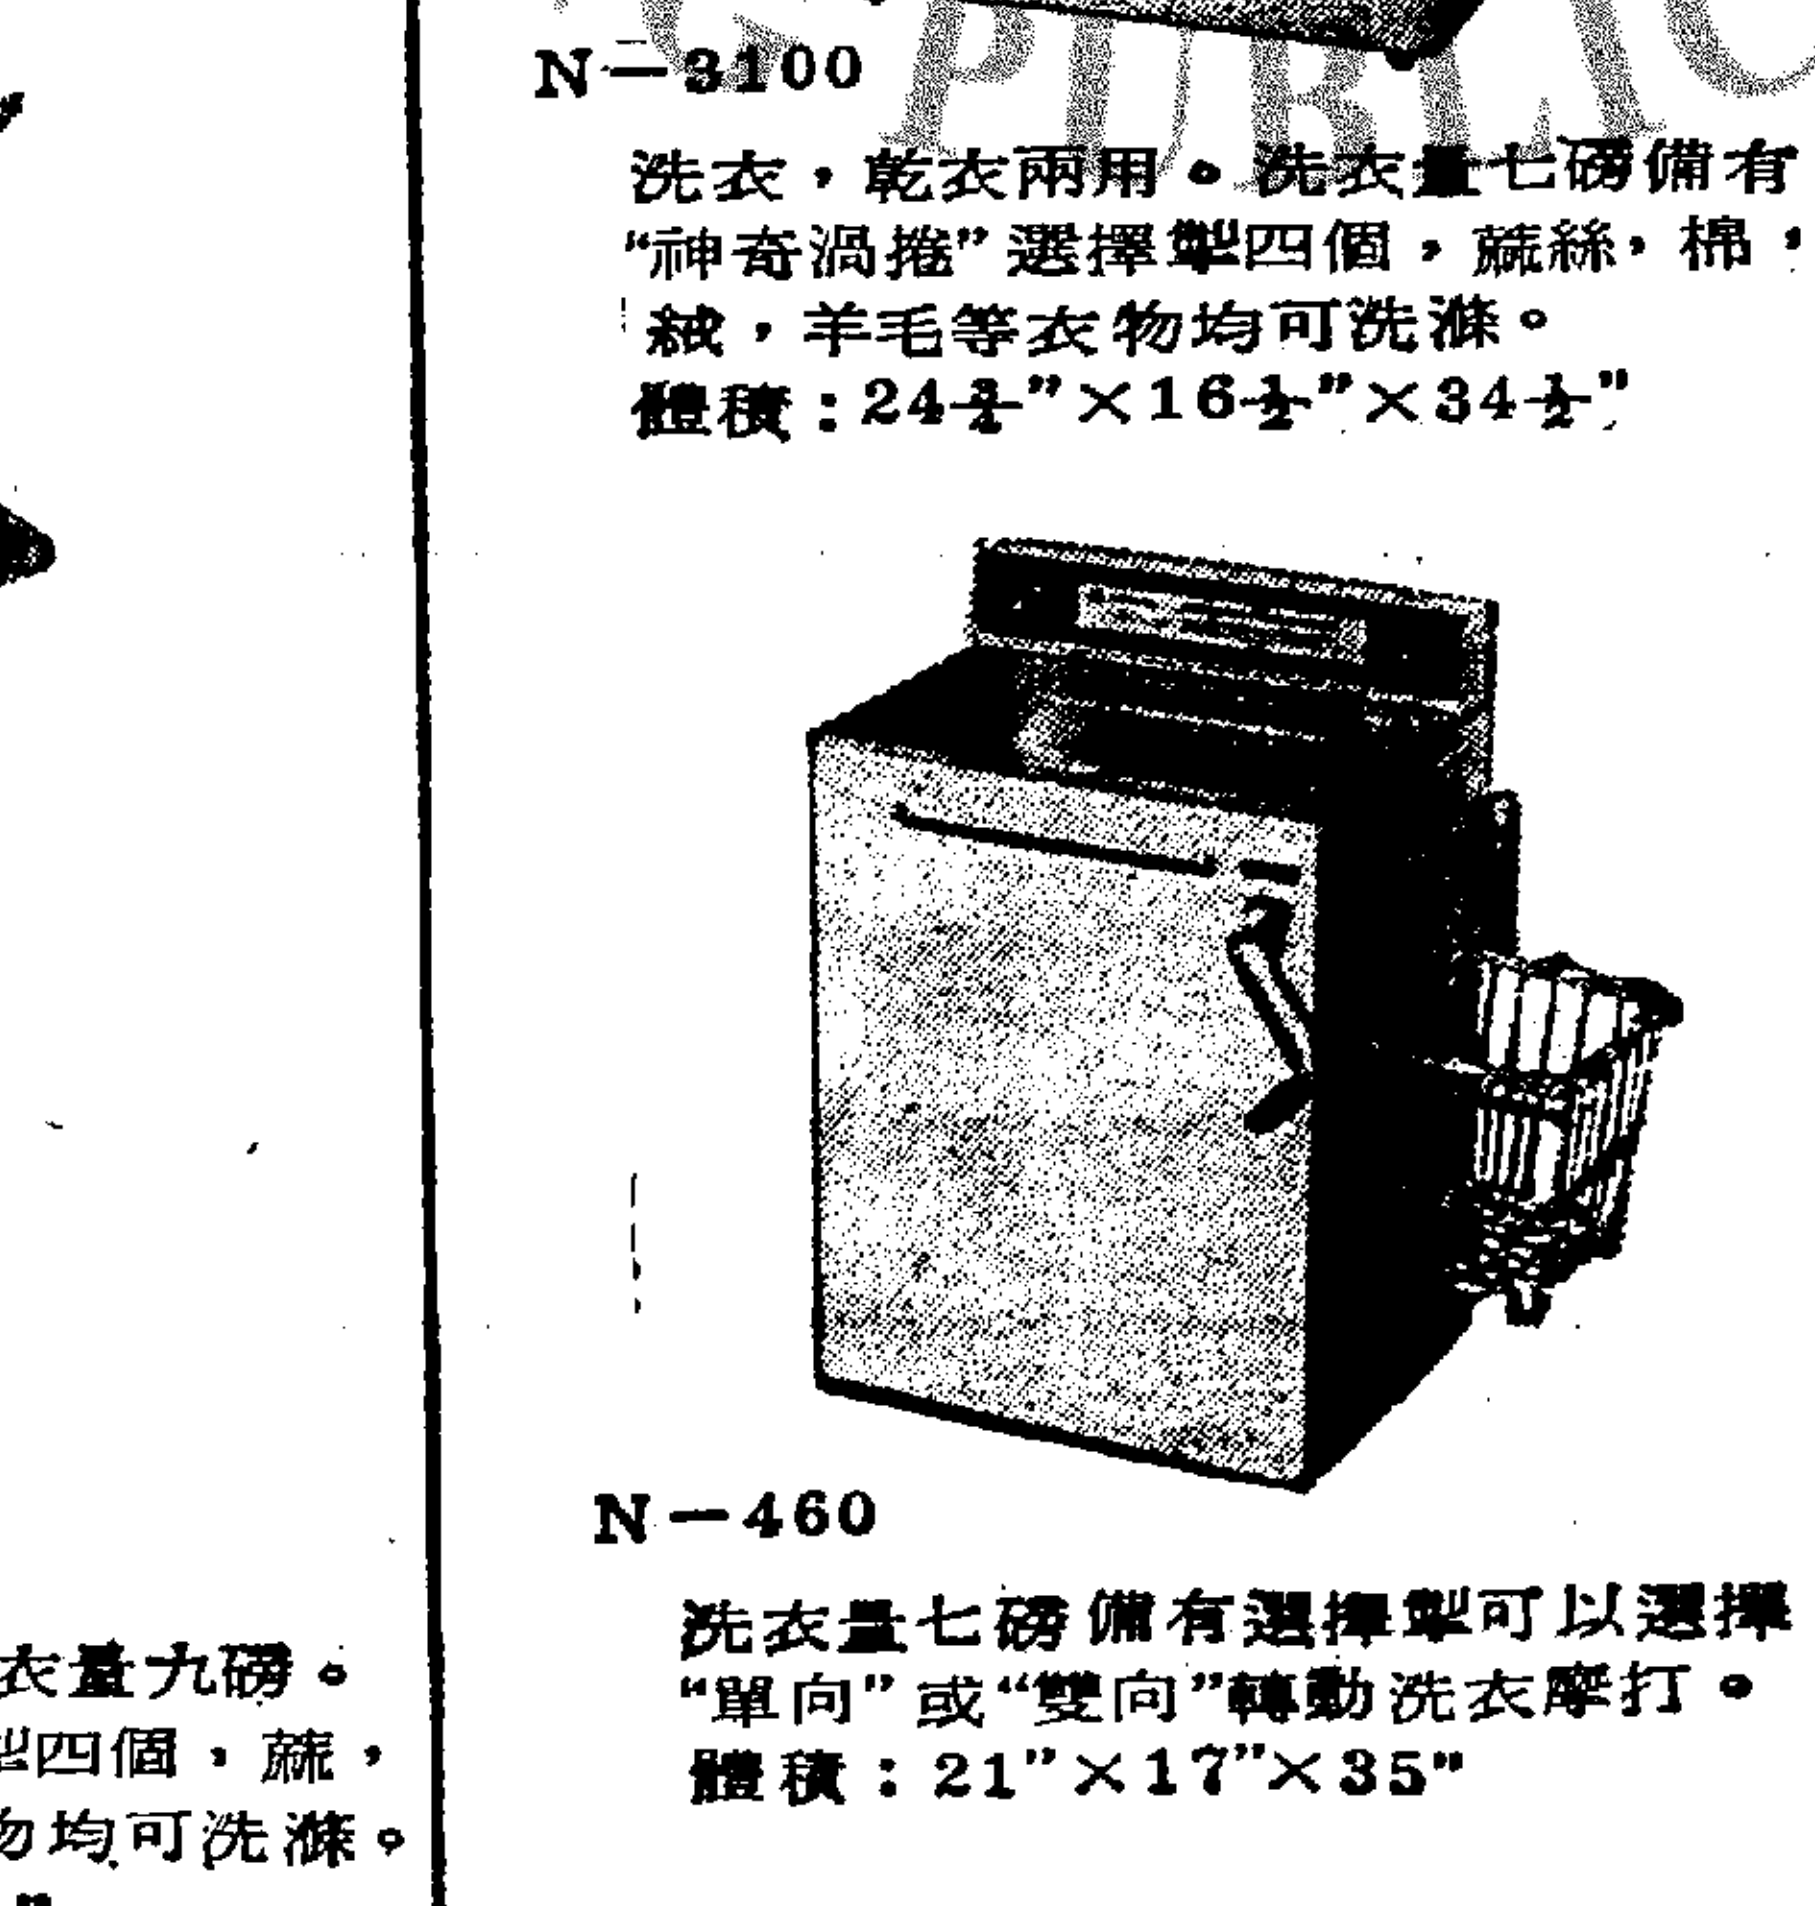 PUBLIC
N—3100
洗衣，乾衣兩用。洗衣量七磅備有
“神奇渦捲”選擇掣四個，蔴絲，棉，
絨，羊毛等衣物均可洗滌。
體積：24¾”×16½”×34½”
N—460
洗衣量七磅備有選擇掣可以選擇
“單向”或“雙向”轉動洗衣摩打。
體積：21”×17”×35”
衣量九磅。
掣四個，蔴，
物均可洗滌。